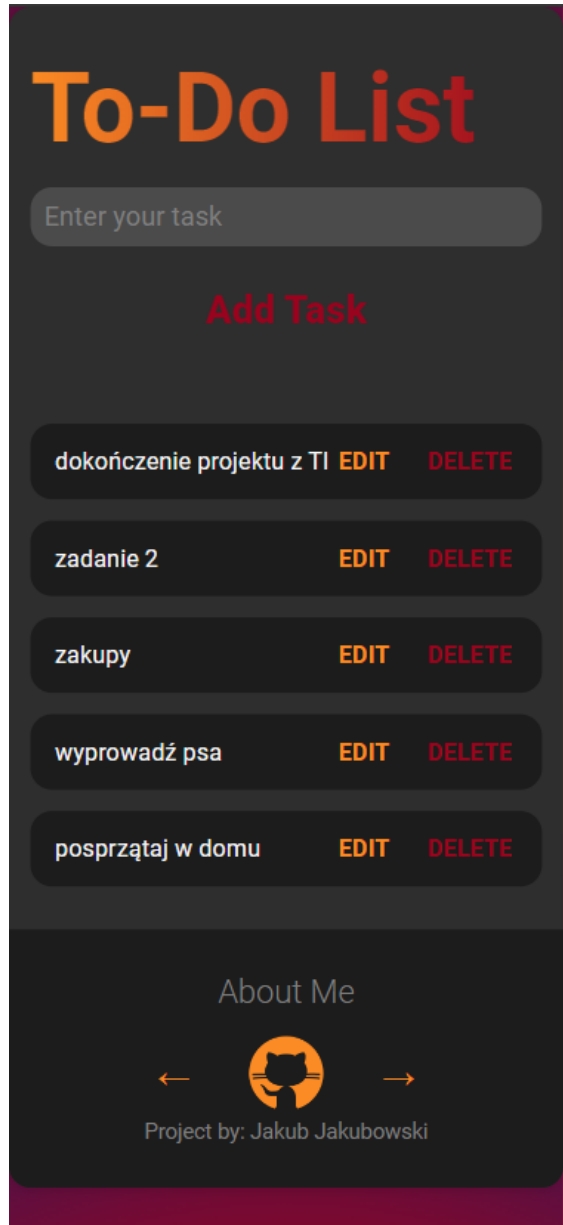 To-Do List
Enter your task
Add Task
dokończenie projektu z TI EDIT DELETE
zadanie 2 EDIT DELETE
zakupy EDIT DELETE
wyprowadź psa EDIT DELETE
posprzątaj w domu EDIT DELETE
About Me
← →
Project by: Jakub Jakubowski